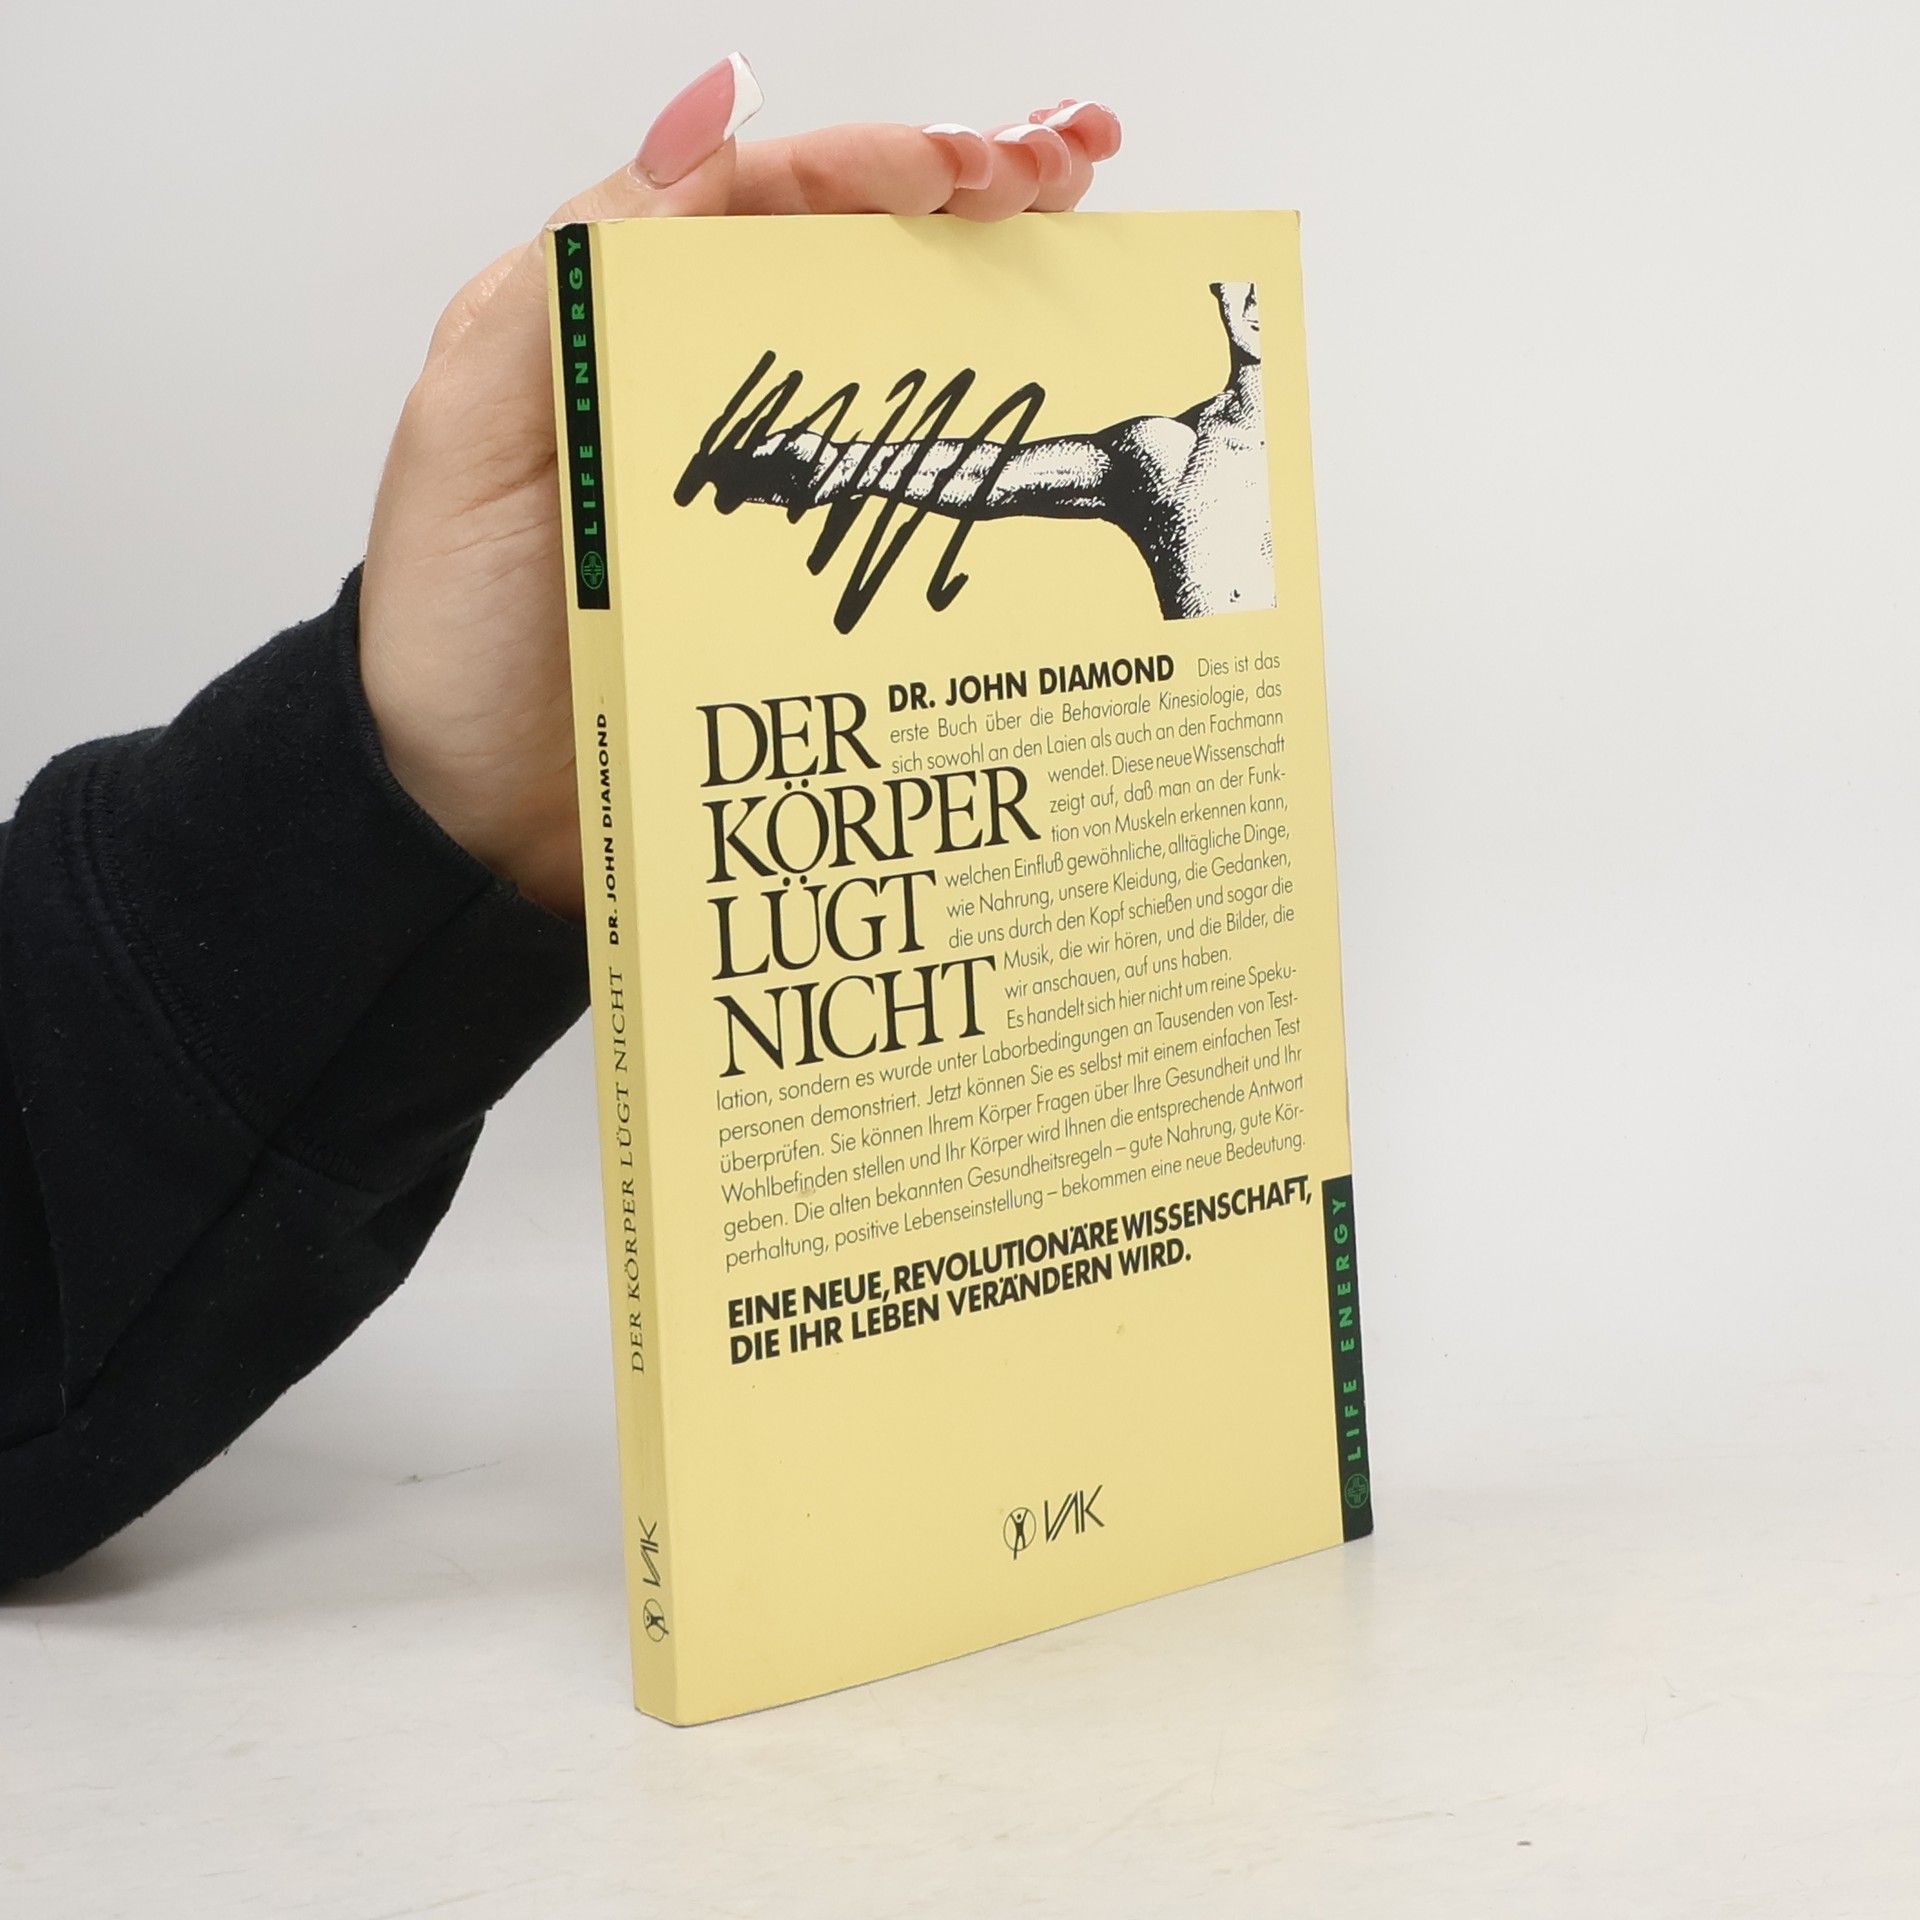 LIFE ENERGY
DR. JOHN DIAMOND
DER KÖRPER LÜGT NICHT
VAK
DR. JOHN DIAMOND Dies ist das
erste Buch über die Behaviorale Kinesiologie, das
sich sowohl an den Laien als auch an den Fachmann
DER
wendet. Diese neue Wissenschaft
zeigt auf, daß man an der Funk-
tion von Muskeln erkennen kann,
KÖRPER
welchen Einfluß gewöhnliche, alltägliche Dinge,
wie Nahrung, unsere Kleidung, die Gedanken,
die uns durch den Kopf schießen und sogar die
LÜGT
Musik, die wir hören, und die Bilder, die
wir anschauen, auf uns haben.
Es handelt sich hier nicht um reine Speku-
NICHT
lation, sondern es wurde unter Laborbedingungen an Tausenden von Test-
personen demonstriert. Jetzt können Sie es selbst mit einem einfachen Test
überprüfen. Sie können Ihrem Körper Fragen über Ihre Gesundheit und Ihr
Wohlbefinden stellen und Ihr Körper wird Ihnen die entsprechende Antwort
geben. Die alten bekannten Gesundheitsregeln – gute Nahrung, gute Kör-
perhaltung, positive Lebenseinstellung – bekommen eine neue Bedeutung.
EINE NEUE, REVOLUTIONÄRE WISSENSCHAFT,
DIE IHR LEBEN VERÄNDERN WIRD.
VAK
LIFE ENERGY